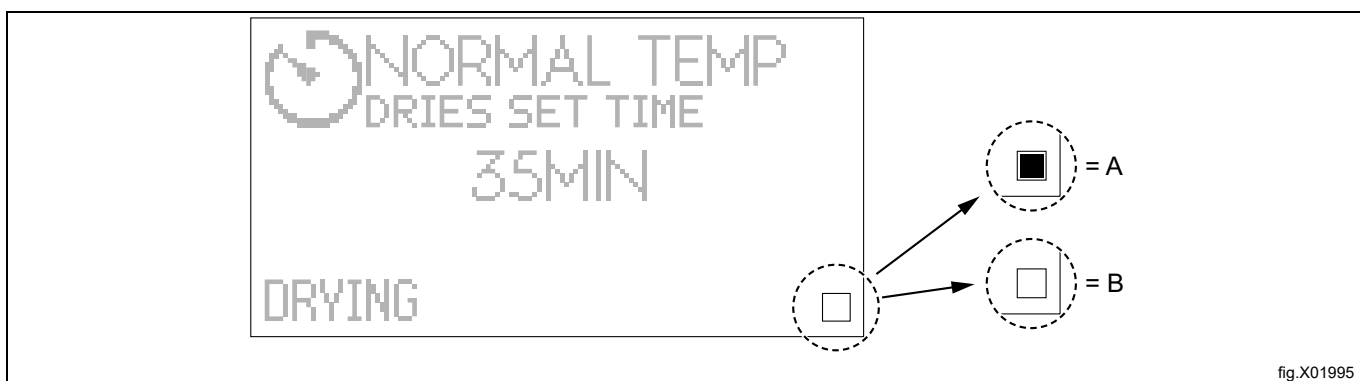 NORMAL TEMP
DRIES SET TIME
35MIN
DRYING
= A
= B
fig.X01995